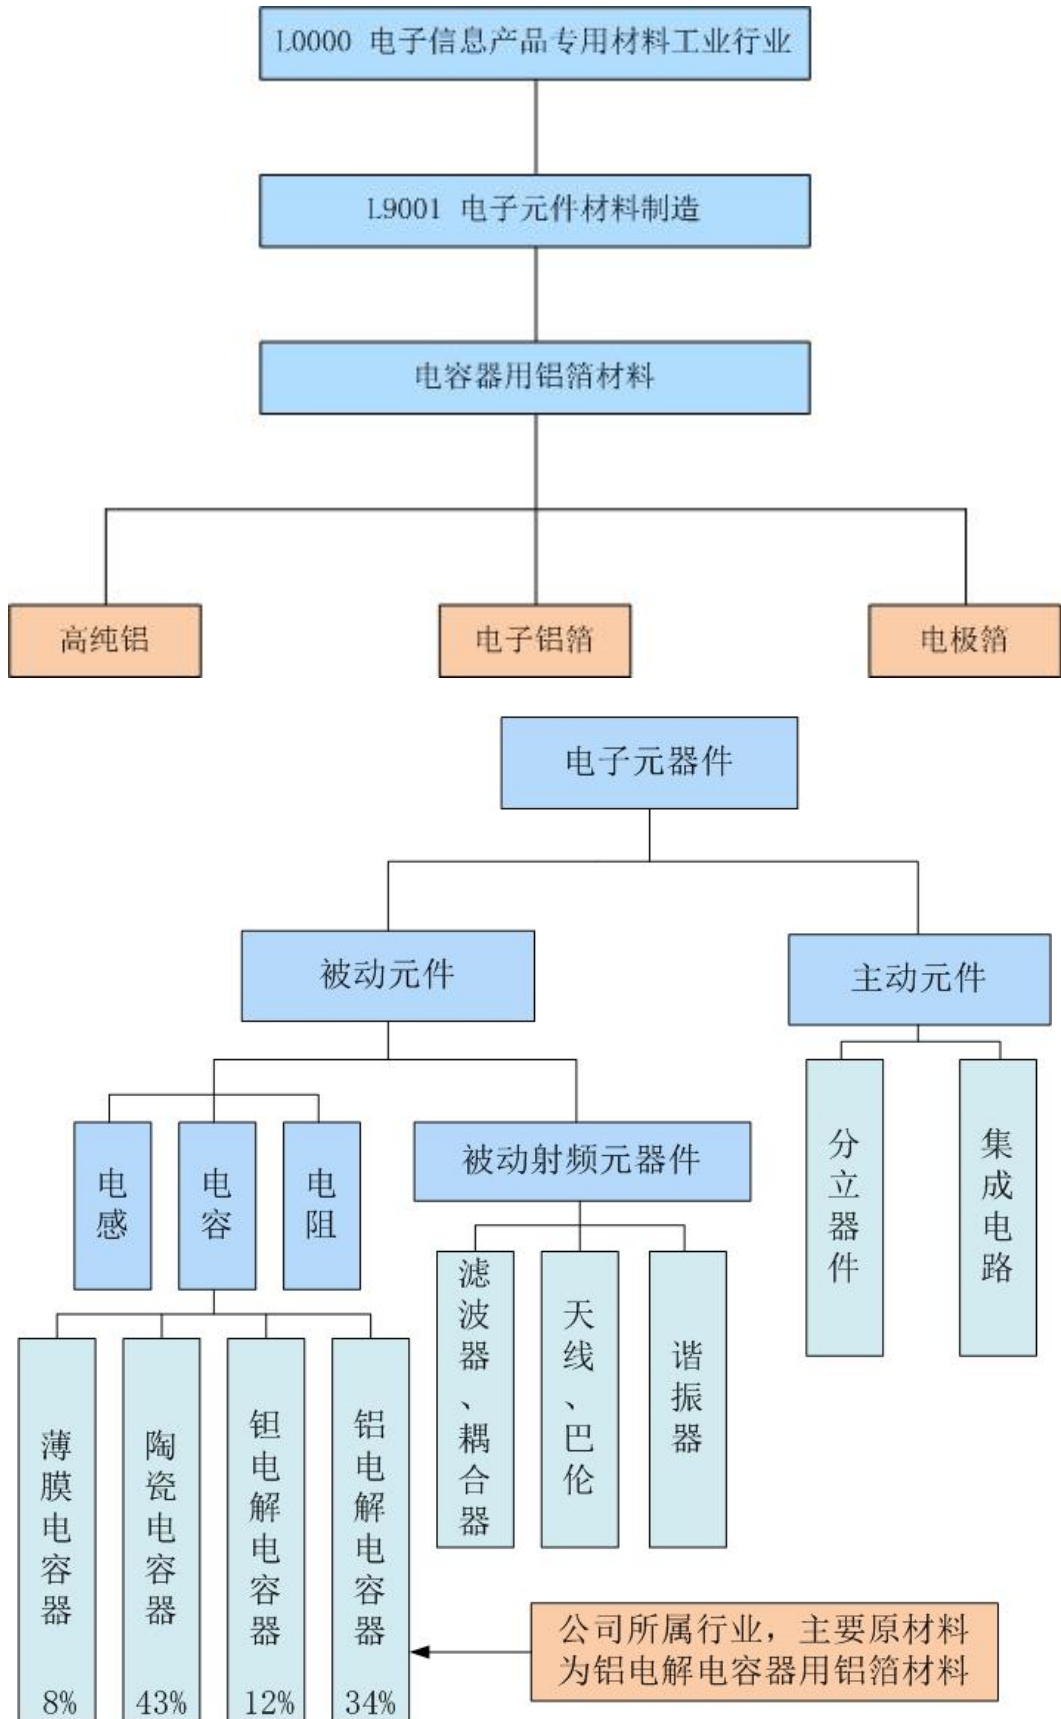 L0000 电子信息产品专用材料工业行业
L9001 电子元件材料制造
电容器用铝箔材料
高纯铝
电子铝箔
电极箔
电子元器件
被动元件
主动元件
电感
电容
电阻
被动射频元器件
分立器件
集成电路
滤波器、耦合器
天线、巴伦
谐振器
薄膜电容器
8%
陶瓷电容器
43%
钽电解电容器
12%
铝电解电容器
34%
公司所属行业，主要原材料
为铝电解电容器用铝箔材料